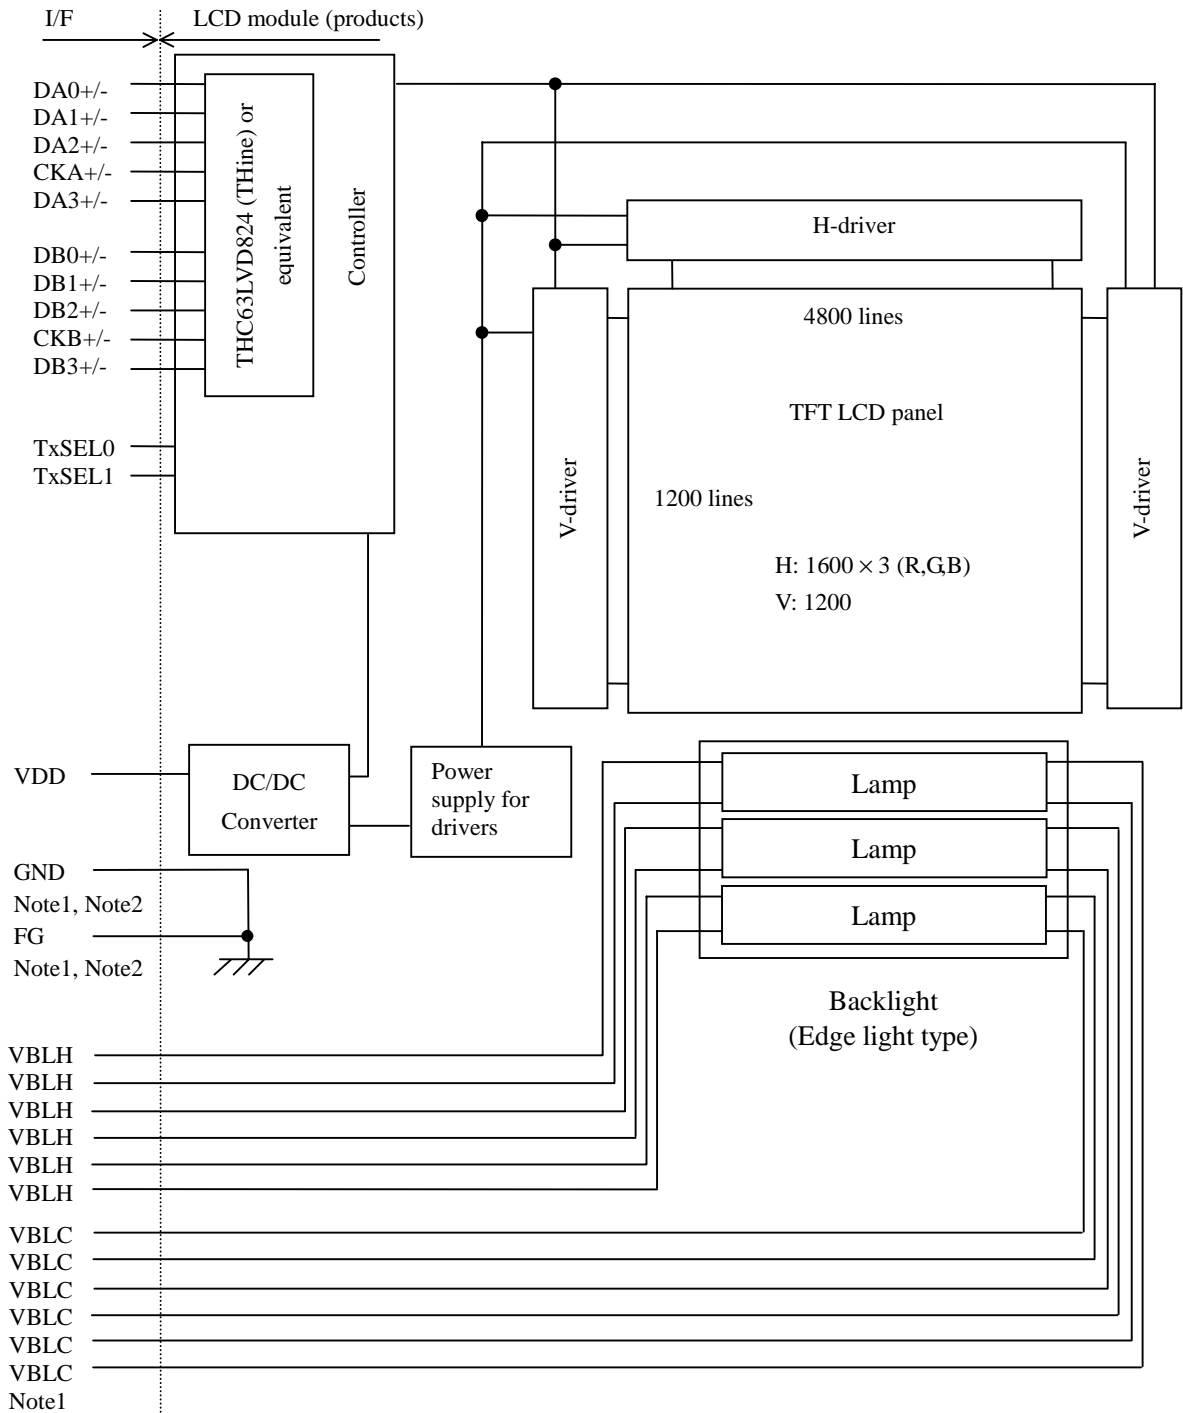 I/F
LCD module (products)
DA0+/-
DA1+/-
DA2+/-
CKA+/-
DA3+/-
DB0+/-
DB1+/-
DB2+/-
CKB+/-
DB3+/-
TxSEL0
TxSEL1
THC63LVD824 (THine) or
equivalent
Controller
H-driver
4800 lines
TFT LCD panel
V-driver
1200 lines
V-driver
H: 1600 × 3 (R,G,B)
V: 1200
VDD
DC/DC
Converter
Power
supply for
drivers
Lamp
Lamp
Lamp
GND
Note1, Note2
FG
Note1, Note2
Backlight
(Edge light type)
VBLH
VBLH
VBLH
VBLH
VBLH
VBLH
VBLC
VBLC
VBLC
VBLC
VBLC
VBLC
Note1